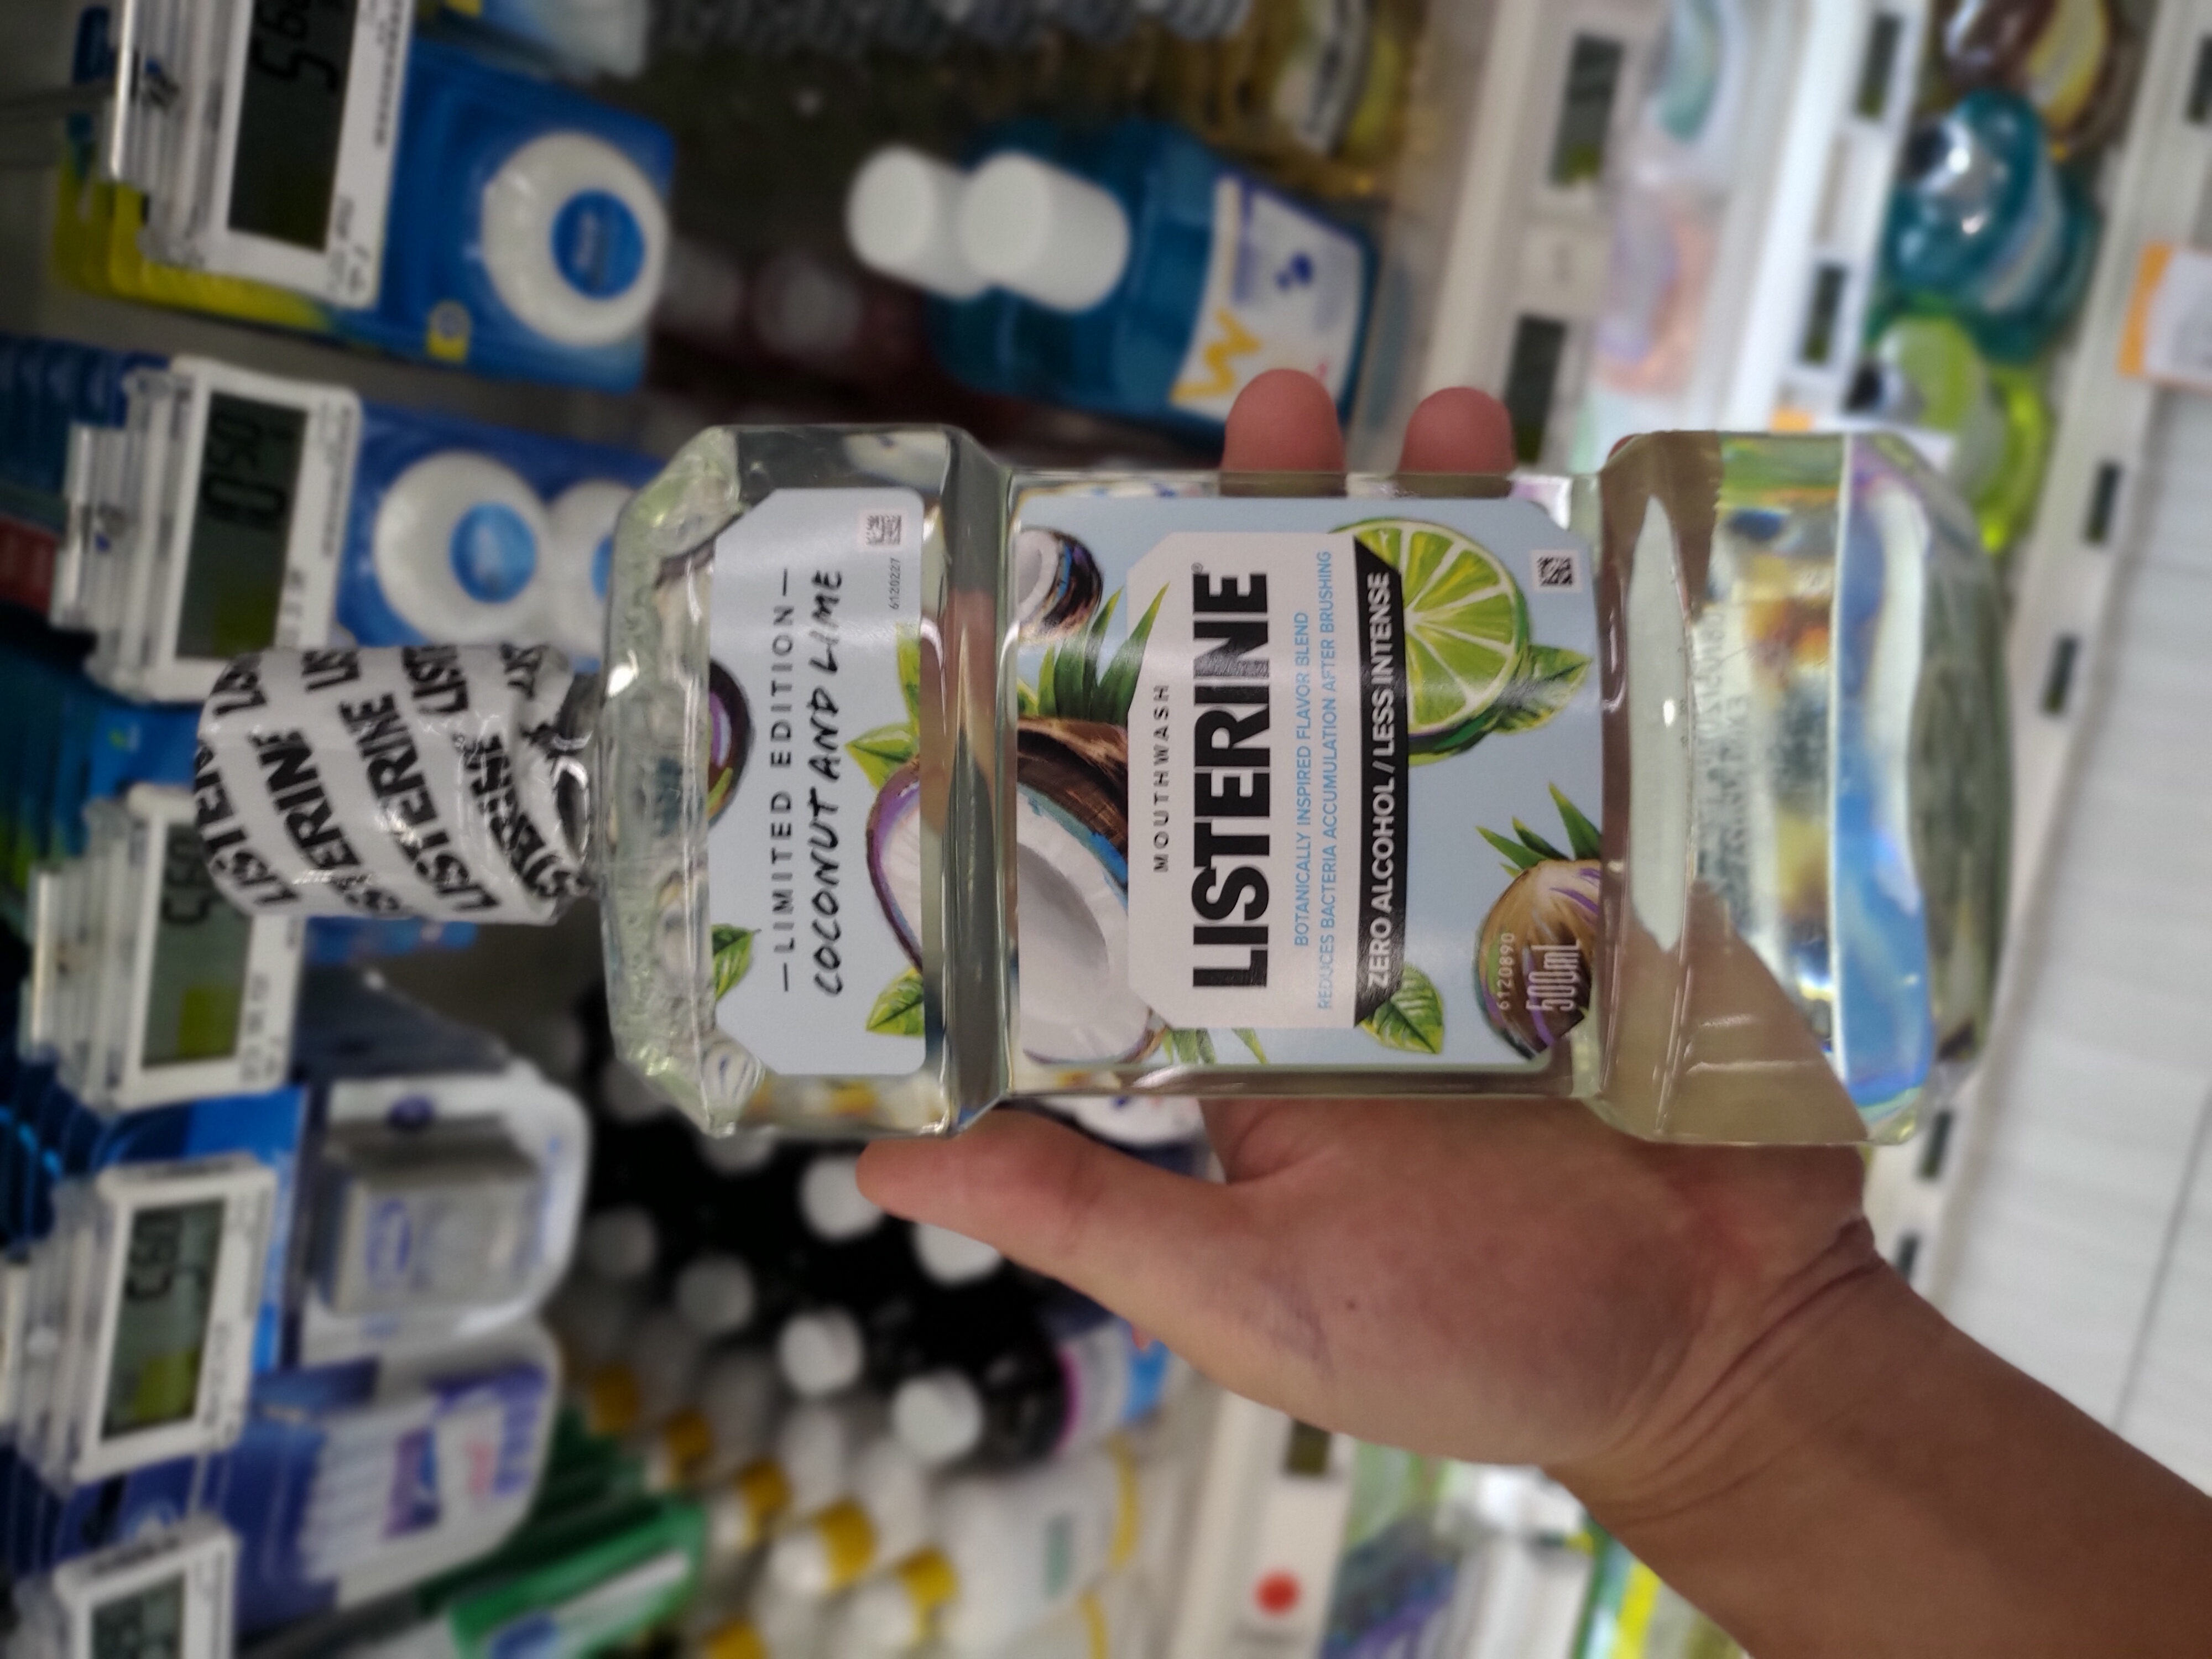 LIMITED EDITION
COCONUT AND LIME
6120227
MOUTHWASH
LISTERINE®
BOTANICALLY INSPIRED FLAVOR BLEND
REDUCES BACTERIA ACCUMULATION AFTER BRUSHING
ZERO ALCOHOL / LESS INTENSE
6120890
500ml
LISTERINE
LISTERINE
LISTERINE